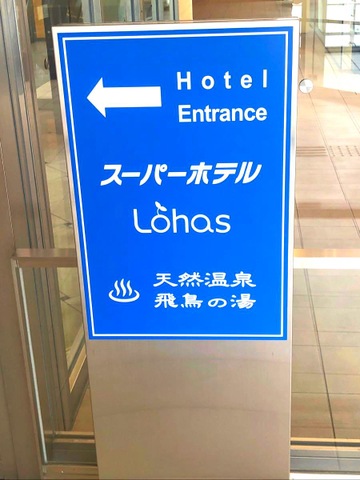 Hotel
Entrance
スーパーホテル
Lohas
天然温泉
飛鳥の湯